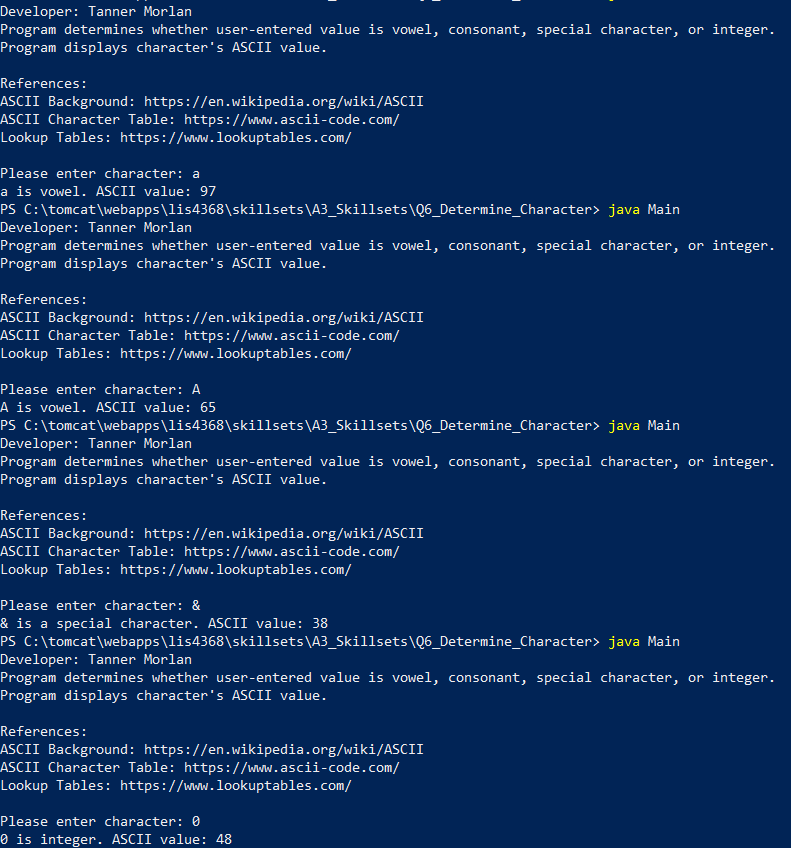 Developer: Tanner Morlan
Program determines whether user-entered value is vowel, consonant, special character, or integer.
Program displays character's ASCII value.
References:
ASCII Background: https://en.wikipedia.org/wiki/ASCII
ASCII Character Table: https://www.ascii-code.com/
Lookup Tables: https://www.lookuptables.com/
Please enter character: a
a is vowel. ASCII value: 97
PS C:\tomcat\webapps\lis4368\skillsets\A3_Skillsets\Q6_Determine_Character> java Main
Developer: Tanner Morlan
Program determines whether user-entered value is vowel, consonant, special character, or integer.
Program displays character's ASCII value.
References:
ASCII Background: https://en.wikipedia.org/wiki/ASCII
ASCII Character Table: https://www.ascii-code.com/
Lookup Tables: https://www.lookuptables.com/
Please enter character: A
A is vowel. ASCII value: 65
PS C:\tomcat\webapps\lis4368\skillsets\A3_Skillsets\Q6_Determine_Character> java Main
Developer: Tanner Morlan
Program determines whether user-entered value is vowel, consonant, special character, or integer.
Program displays character's ASCII value.
References:
ASCII Background: https://en.wikipedia.org/wiki/ASCII
ASCII Character Table: https://www.ascii-code.com/
Lookup Tables: https://www.lookuptables.com/
Please enter character: &
& is a special character. ASCII value: 38
PS C:\tomcat\webapps\lis4368\skillsets\A3_Skillsets\Q6_Determine_Character> java Main
Developer: Tanner Morlan
Program determines whether user-entered value is vowel, consonant, special character, or integer.
Program displays character's ASCII value.
References:
ASCII Background: https://en.wikipedia.org/wiki/ASCII
ASCII Character Table: https://www.ascii-code.com/
Lookup Tables: https://www.lookuptables.com/
Please enter character: 0
0 is integer. ASCII value: 48